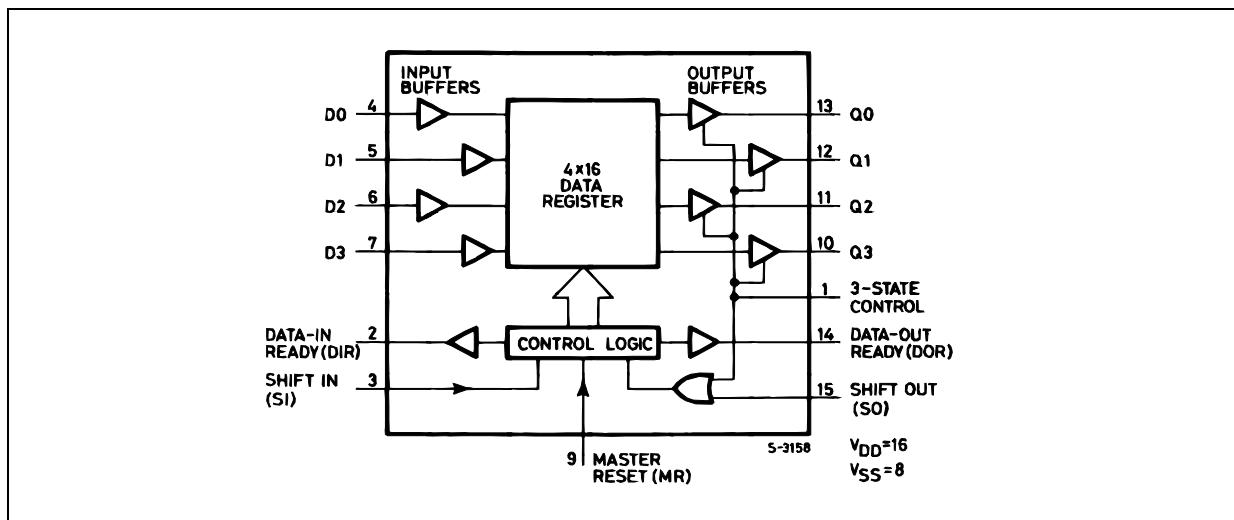 INPUT
BUFFERS
OUTPUT
BUFFERS
D0 4
13 Q0
D1 5
12 Q1
4×16
DATA
REGISTER
D2 6
11 Q2
D3 7
10 Q3
1 3-STATE
CONTROL
DATA-IN
READY(DIR)
2
CONTROL LOGIC
14 DATA-OUT
READY(DOR)
SHIFT IN
(SI)
3
15 SHIFT OUT
(SO)
S-3158
9 MASTER
RESET(MR)
VDD=16
VSS=8